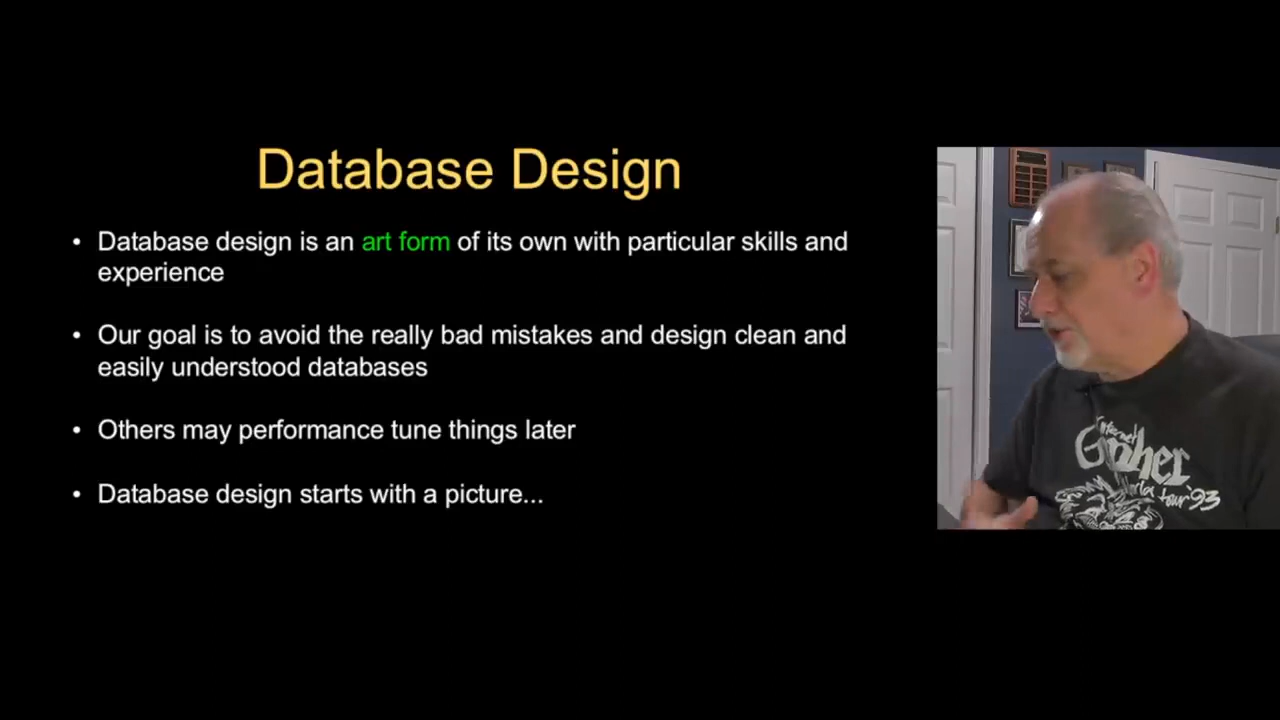 Database Design
• Database design is an art form of its own with particular skills and
experience
• Our goal is to avoid the really bad mistakes and design clean and
easily understood databases
• Others may performance tune things later
• Database design starts with a picture...
Internet
Gopher
World tour '93